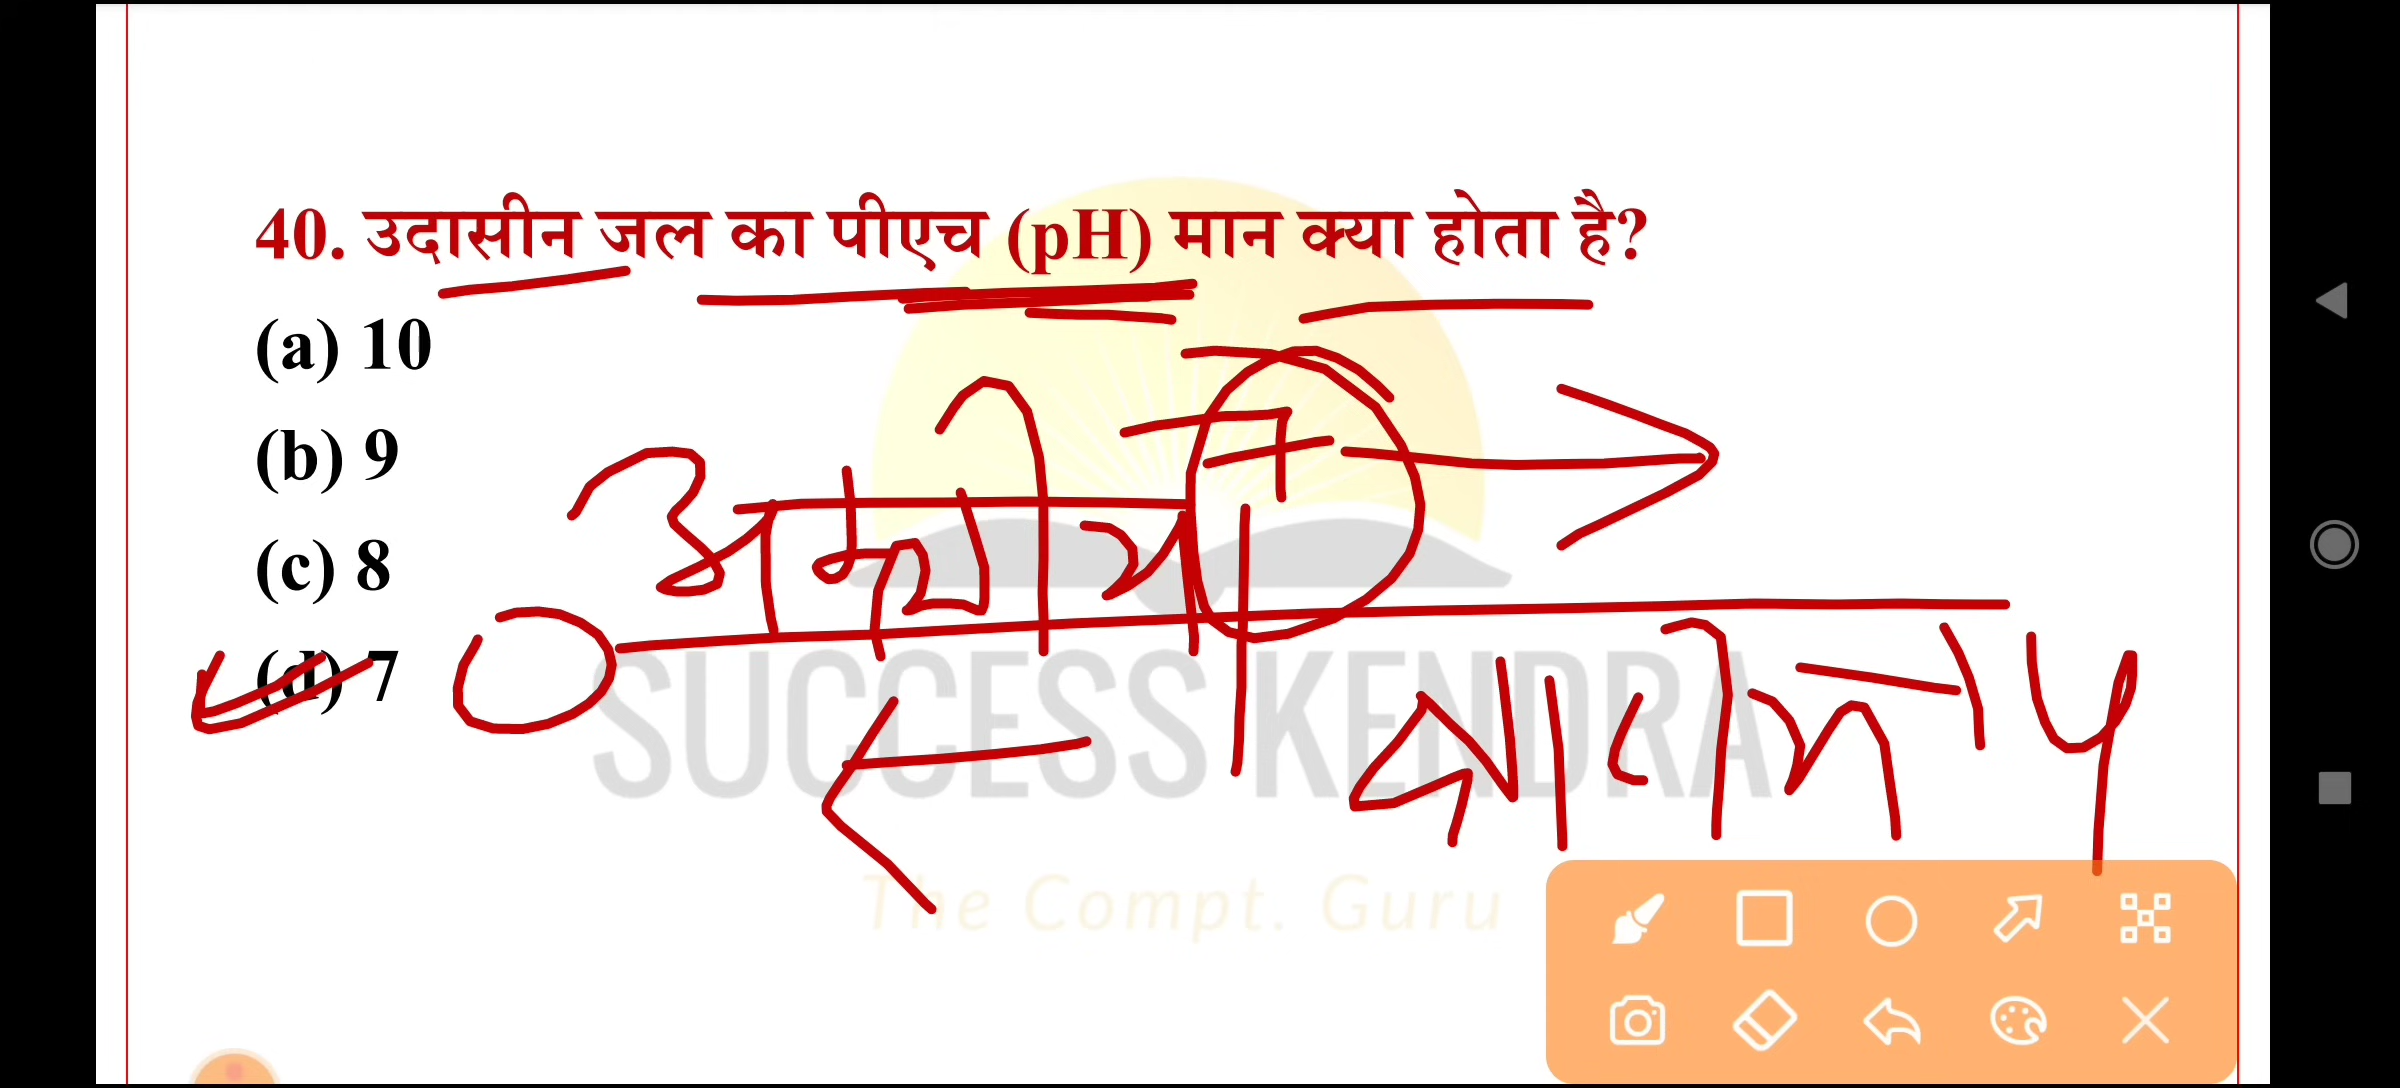 40. उदासीन जल का पीएच (pH) मान क्या होता है?
(a) 10
(b) 9
(c) 8
(d) 7
अम्लीय
7
0
14
SUCCESS KENDRA
The Compt. Guru